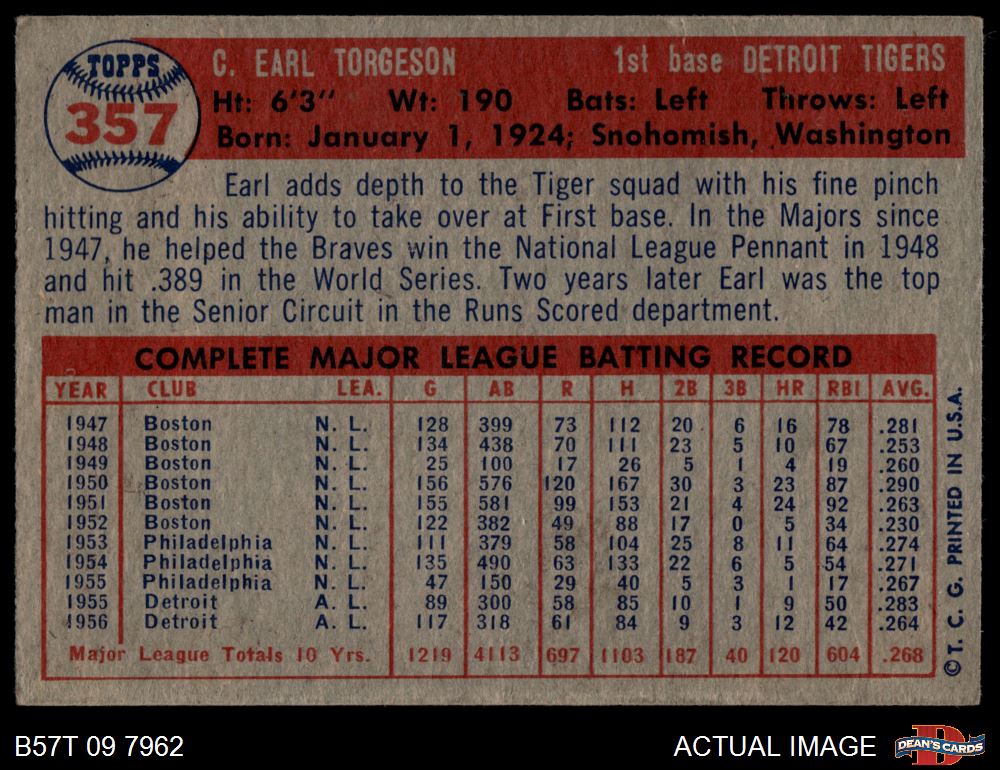 TOPPS
357
C. EARL TORGESON 1st base DETROIT TIGERS
Ht: 6'3" Wt: 190 Bats: Left Throws: Left
Born: January 1, 1924; Snohomish, Washington
Earl adds depth to the Tiger squad with his fine pinch
hitting and his ability to take over at First base. In the Majors since
1947, he helped the Braves win the National League Pennant in 1948
and hit .389 in the World Series. Two years later Earl was the top
man in the Senior Circuit in the Runs Scored department.
COMPLETE MAJOR LEAGUE BATTING RECORD
YEAR CLUB LEA. G AB R H 2B 3B HR RBI AVG.
1947 Boston N. L. 128 399 73 112 20 6 16 78 .281
1948 Boston N. L. 134 438 70 111 23 5 10 67 .253
1949 Boston N. L. 25 100 17 26 5 1 4 19 .260
1950 Boston N. L. 156 576 120 167 30 3 23 87 .290
1951 Boston N. L. 155 581 99 153 21 4 24 92 .263
1952 Boston N. L. 122 382 49 88 17 0 5 34 .230
1953 Philadelphia N. L. 111 379 58 104 25 8 11 64 .274
1954 Philadelphia N. L. 135 490 63 133 22 6 5 54 .271
1955 Philadelphia N. L. 47 150 29 40 5 3 1 17 .267
1955 Detroit A. L. 89 300 58 85 10 1 9 50 .283
1956 Detroit A. L. 117 318 61 84 9 3 12 42 .264
Major League Totals 10 Yrs. 1219 4113 697 1103 187 40 120 604 .268
© T. C. G. PRINTED IN U.S.A.
B57T 09 7962 ACTUAL IMAGE
D
DEAN'S CARDS